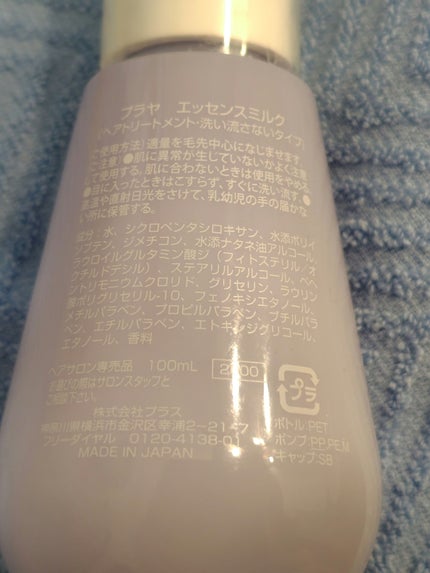 プラヤ エッセンスミルク
(ヘアトリートメント・洗い流さないタイプ)
(ご使用方法) 適量を毛先中心になじませます。
(ご注意) ●肌に異常が生じていないかよく注意
して使用する。肌に合わないときは使用をやめる。
●目に入ったときはこすらず、すぐに洗い流す。●
高温や直射日光をさけて、乳幼児の手の届かな
い所に保管する。
成分:水、シクロペンタシロキサン、水添ポリイ
ソブテン、ジメチコン、水添ナタネ油アルコール、
ラウロイルグルタミン酸ジ(フィトステリル/オ
クチルドデシル)、ステアリルアルコール、ベヘ
ントリモニウムクロリド、グリセリン、ラウリン
酸ポリグリセリル-10、フェノキシエタノール、
メチルパラベン、プロピルパラベン、ブチルパラ
ベン、エチルパラベン、エトキシジグリコール、
エタノール、香料
ヘアサロン専売品 100mL
お選びの際はサロンスタッフと
ご相談下さい。
株式会社プラス
神奈川県横浜市金沢区幸浦2-21-7
フリーダイヤル 0120-4138-01
MADE IN JAPAN
プラ
ボトル:PET
ポンプ:PP,PE,M
キャップ:SB